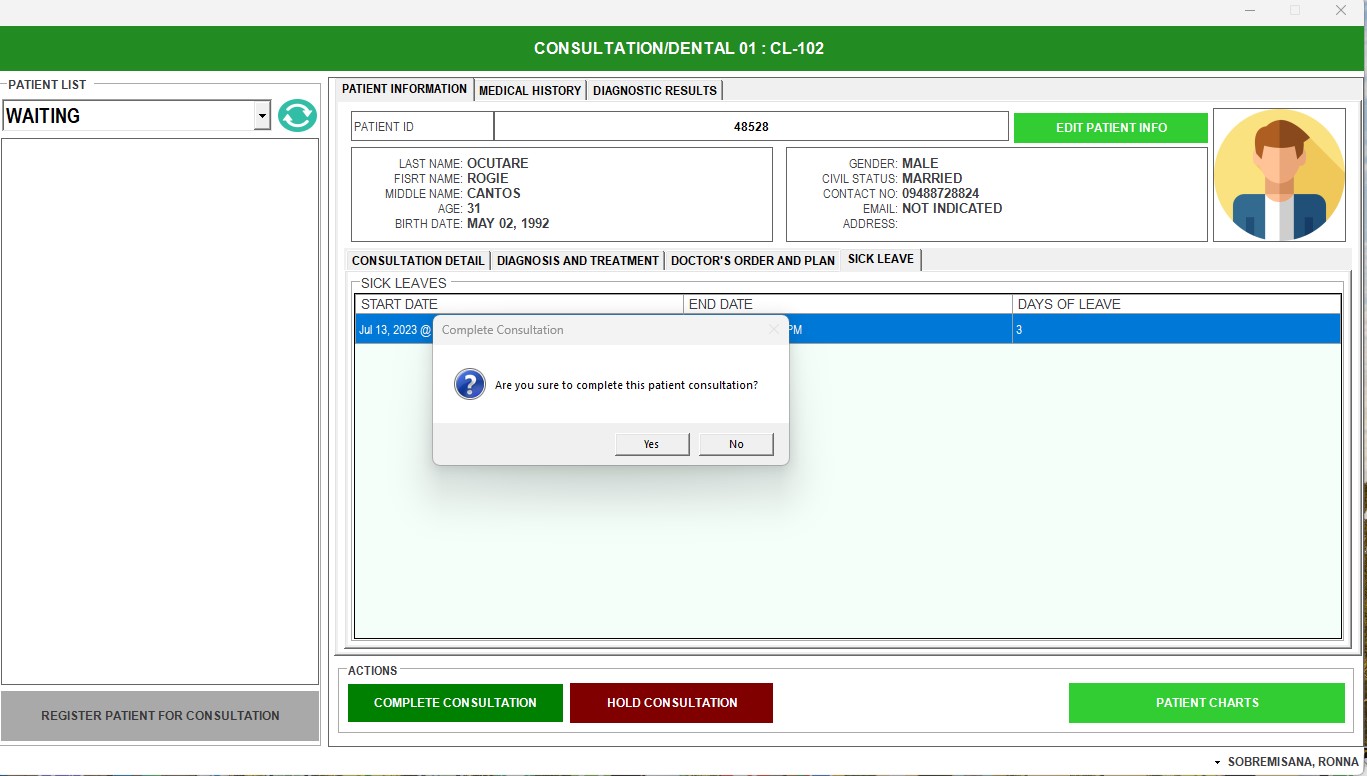 CONSULTATION/DENTAL 01 : CL-102
PATIENT LIST
WAITING
REGISTER PATIENT FOR CONSULTATION
PATIENT INFORMATION
MEDICAL HISTORY
DIAGNOSTIC RESULTS
PATIENT ID
48528
EDIT PATIENT INFO
LAST NAME: OCUTARE
FISRT NAME: ROGIE
MIDDLE NAME: CANTOS
AGE: 31
BIRTH DATE: MAY 02, 1992
GENDER: MALE
CIVIL STATUS: MARRIED
CONTACT NO: 09488728824
EMAIL: NOT INDICATED
ADDRESS:
CONSULTATION DETAIL
DIAGNOSIS AND TREATMENT
DOCTOR'S ORDER AND PLAN
SICK LEAVE
SICK LEAVES
START DATE
END DATE
DAYS OF LEAVE
Jul 13, 2023 @
PM
3
Complete Consultation
Are you sure to complete this patient consultation?
Yes
No
ACTIONS
COMPLETE CONSULTATION
HOLD CONSULTATION
PATIENT CHARTS
SOBREMISANA, RONNA